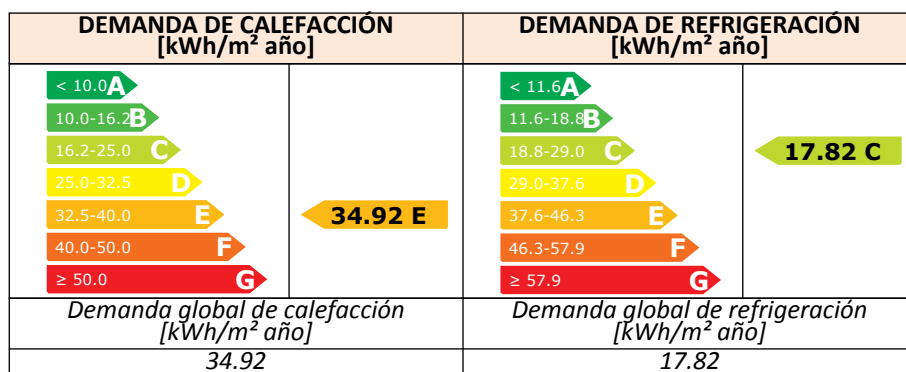 DEMANDA DE CALEFACCIÓN
[kWh/m² año]
DEMANDA DE REFRIGERACIÓN
[kWh/m² año]
< 10.0 A
10.0-16.2 B
16.2-25.0 C
25.0-32.5 D
32.5-40.0 E
40.0-50.0 F
≥ 50.0 G
34.92 E
< 11.6 A
11.6-18.8 B
18.8-29.0 C
29.0-37.6 D
37.6-46.3 E
46.3-57.9 F
≥ 57.9 G
17.82 C
Demanda global de calefacción
[kWh/m² año]
Demanda global de refrigeración
[kWh/m² año]
34.92
17.82